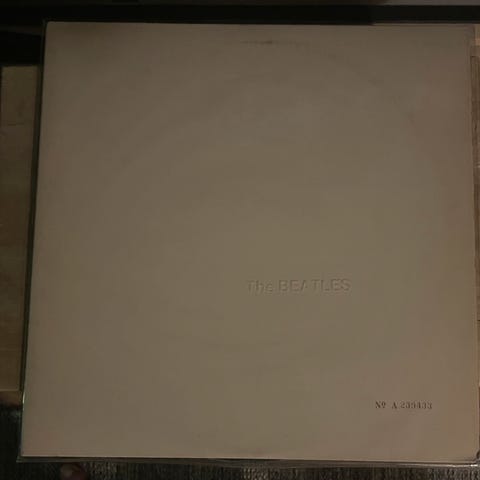 The BEATLES
Nº A 239433